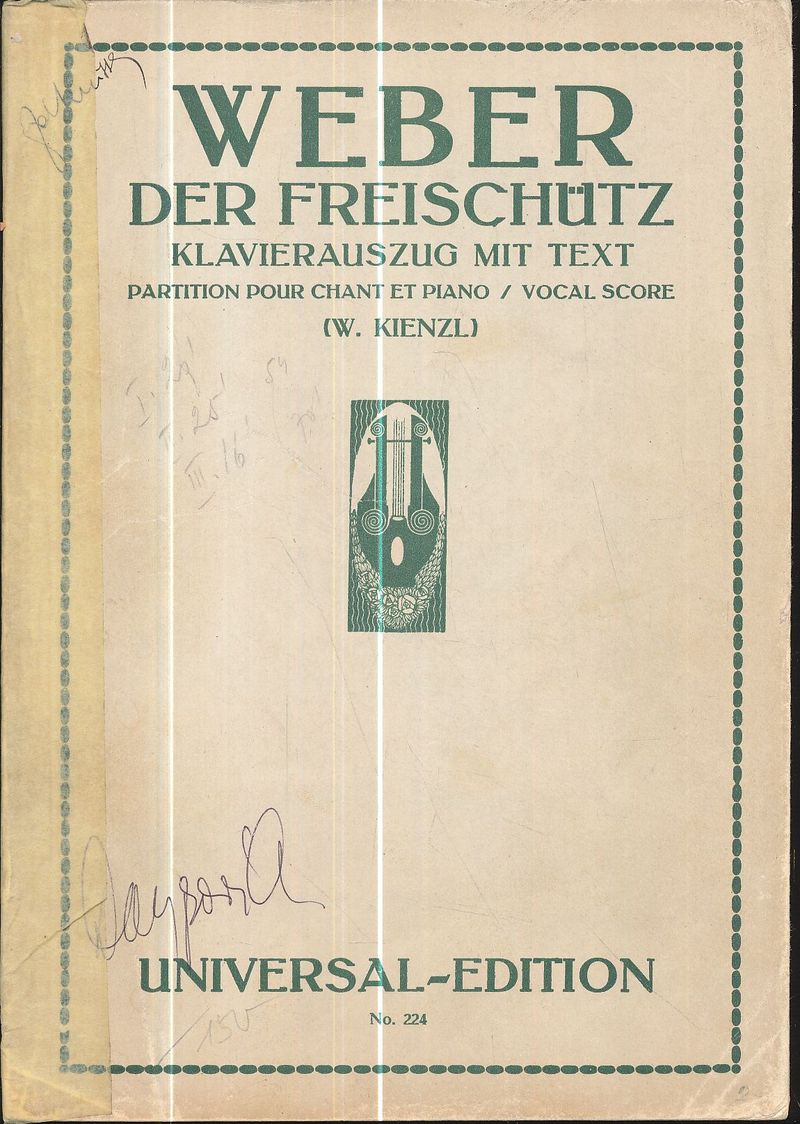 WEBER
DER FREISCHÜTZ
KLAVIERAUSZUG MIT TEXT
PARTITION POUR CHANT ET PIANO / VOCAL SCORE
(W. KIENZL)
UNIVERSAL-EDITION
No. 224